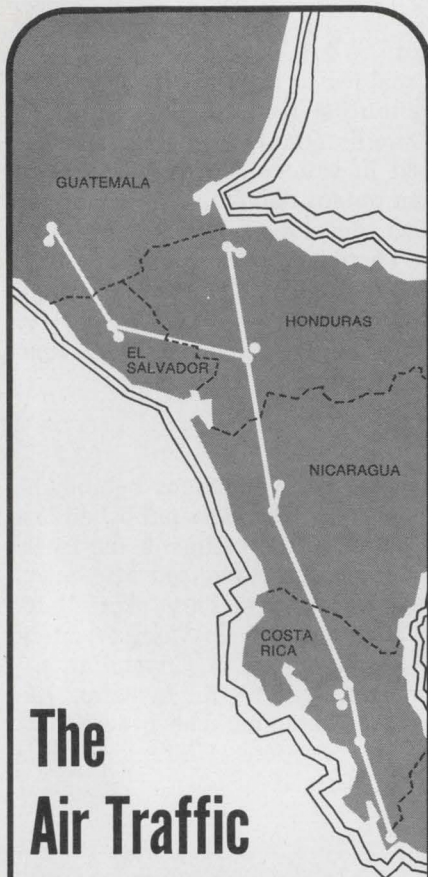 GUATEMALA
HONDURAS
EL
SALVADOR
NICARAGUA
COSTA
RICA
The
Air Traffic